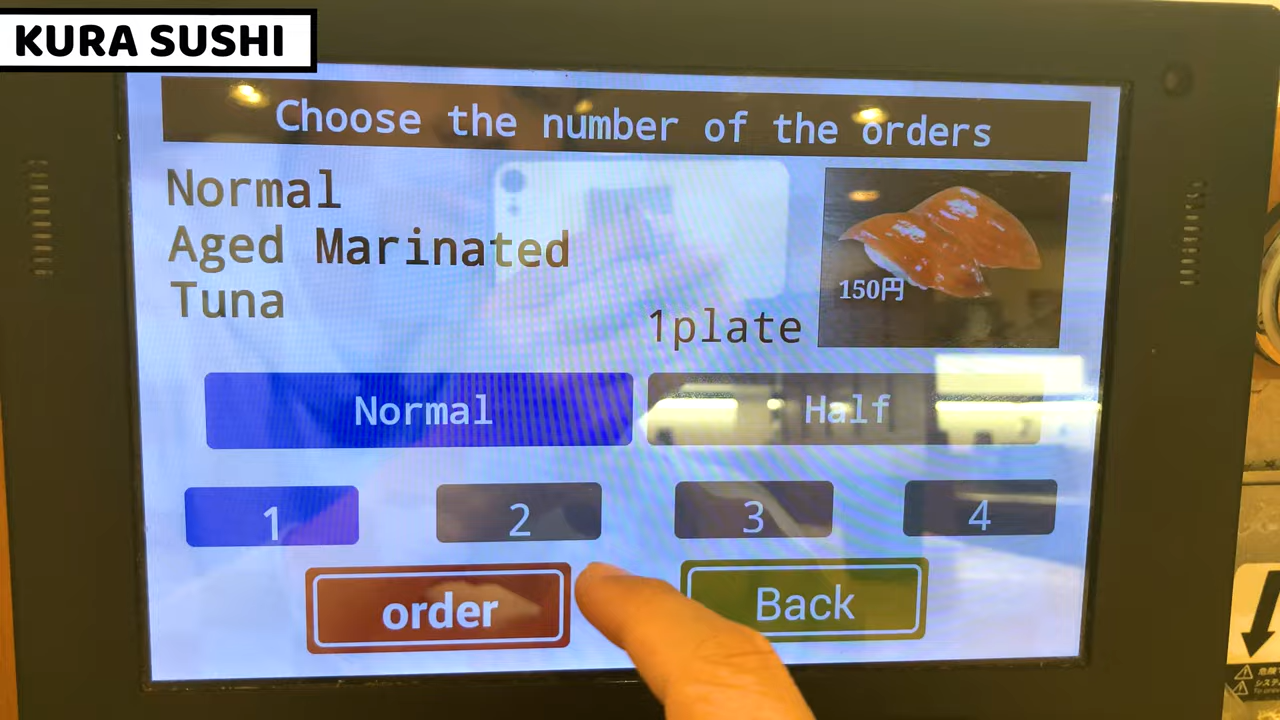 KURA SUSHI
Choose the number of the orders
Normal
Aged Marinated
Tuna
150円
1plate
Normal
Half
1
2
3
4
order
Back